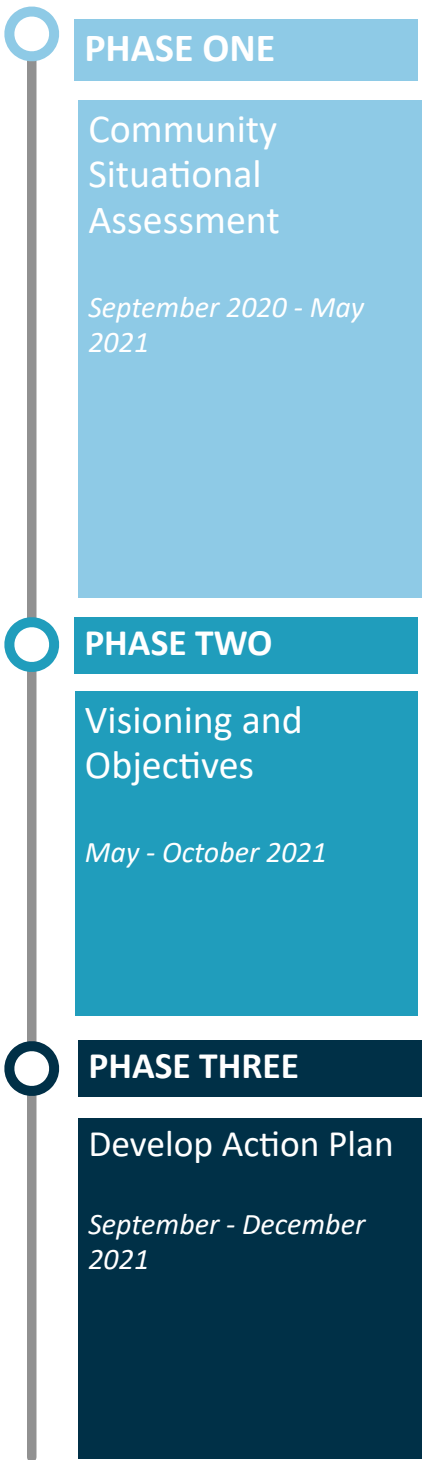 PHASE ONE
Community
Situational
Assessment
September 2020 - May
2021
PHASE TWO
Visioning and
Objectives
May - October 2021
PHASE THREE
Develop Action Plan
September - December
2021